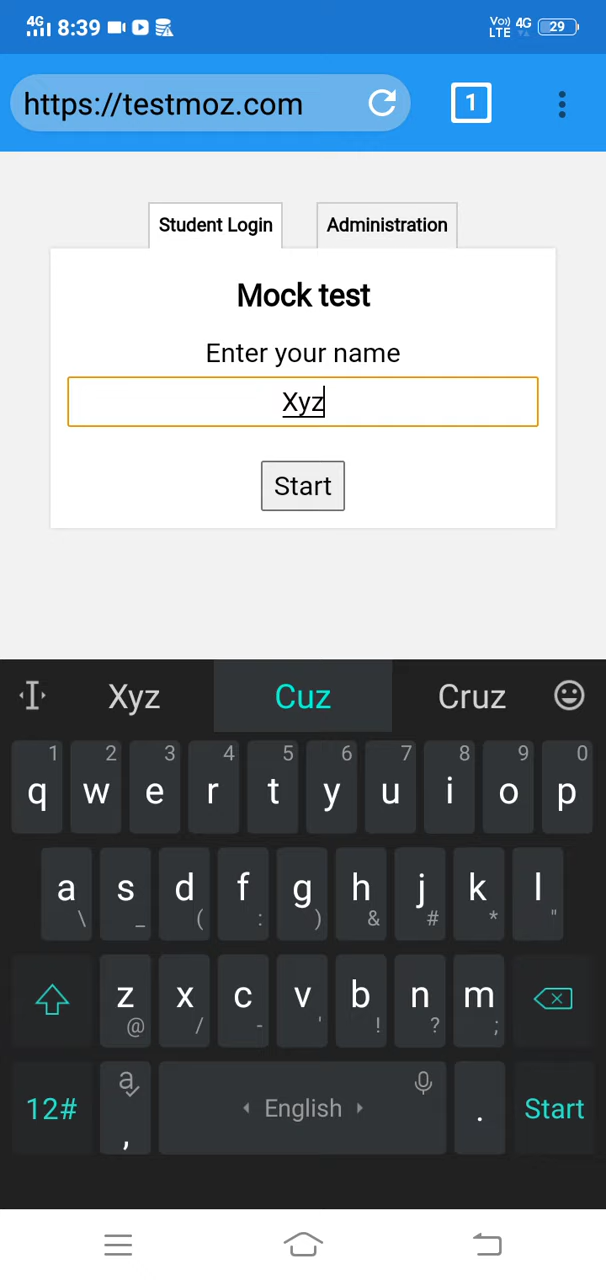 4G 8:39 Vo) LTE 4G 29
https://testmoz.com 1
Student Login Administration
Mock test
Enter your name
Xyz
Start
Xyz Cuz Cruz
1 2 3 4 5 6 7 8 9 0
q w e r t y u i o p
a s d f g h j k l
\ _ ( : ) & # * "
z x c v b n m
@ / - ' ! ? ;
12# a , English . Start